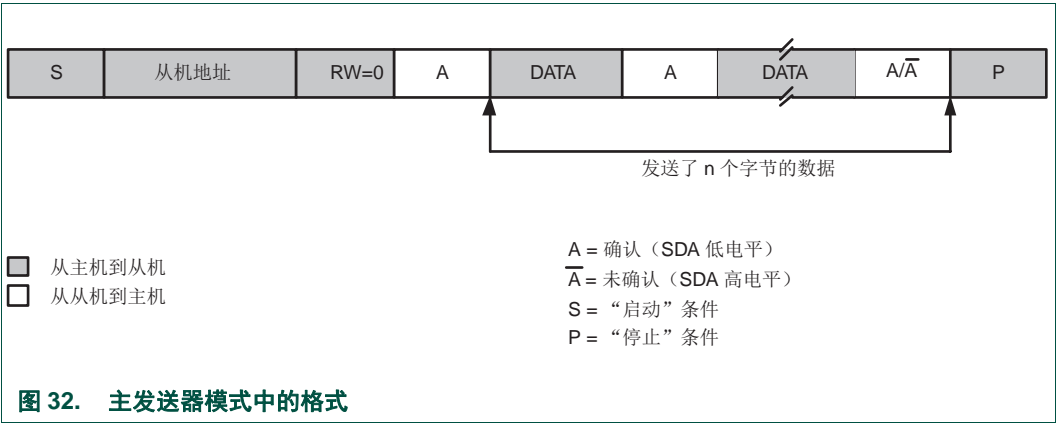 S 从机地址 RW=0 A DATA A DATA A/A̅ P
发送了 n 个字节的数据
从主机到从机
从从机到主机
A = 确认（SDA 低电平）
A̅ = 未确认（SDA 高电平）
S = “启动”条件
P = “停止”条件
图 32. 主发送器模式中的格式